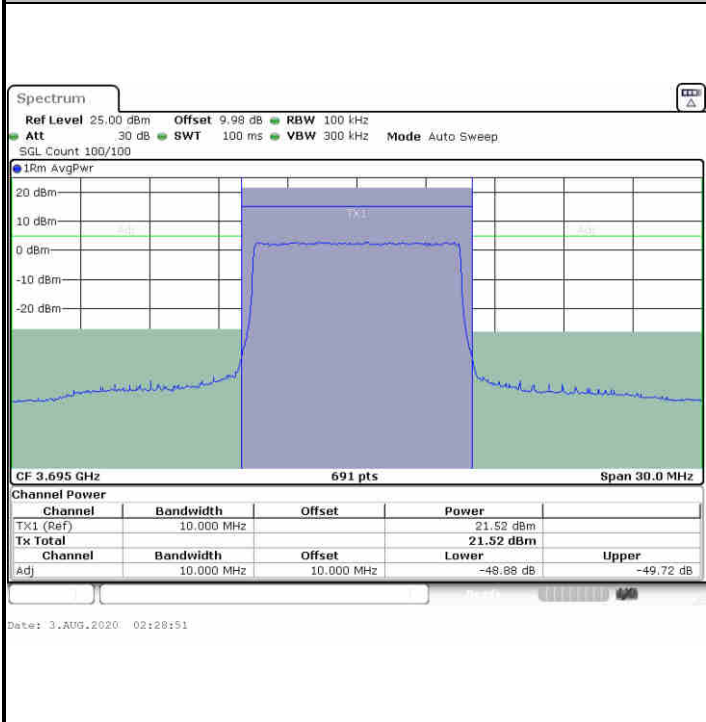 Spectrum
Ref Level 25.00 dBm Offset 9.98 dB RBW 100 kHz
Att 30 dB SWT 100 ms VBW 300 kHz Mode Auto Sweep
SGL Count 100/100
1Rm AvgPwr
20 dBm
TX1
10 dBm
Adj Adj
0 dBm
-10 dBm
-20 dBm
CF 3.695 GHz 691 pts Span 30.0 MHz
Channel Power
Channel Bandwidth Offset Power
TX1 (Ref) 10.000 MHz 21.52 dBm
Tx Total 21.52 dBm
Channel Bandwidth Offset Lower Upper
Adj 10.000 MHz 10.000 MHz -48.88 dB -49.72 dB
Date: 3.AUG.2020 02:28:51